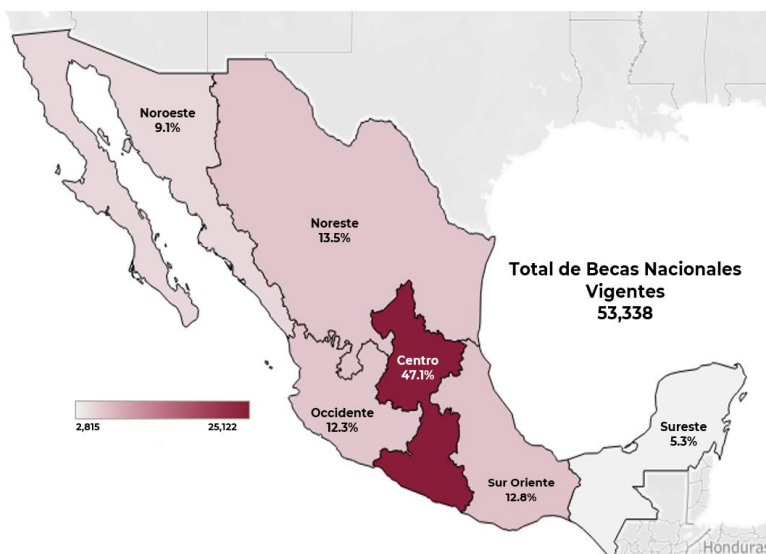 Noroeste
9.1%
Noreste
13.5%
Total de Becas Nacionales
Vigentes
53,338
Centro
47.1%
2,815
25,122
Occidente
12.3%
Sureste
5.3%
Sur Oriente
12.8%
Honduras